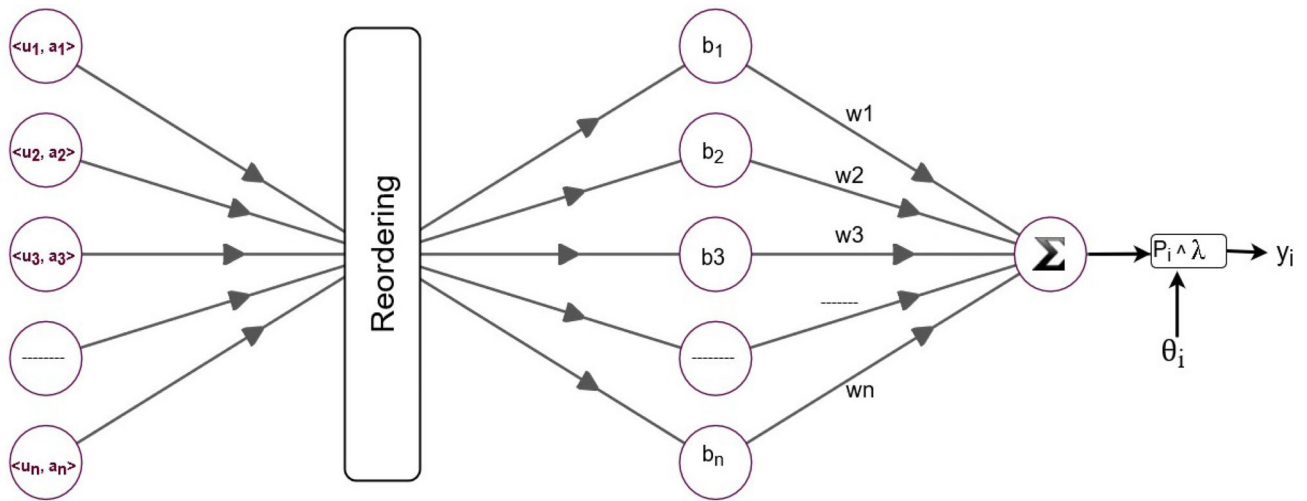 <u₁, a₁>
<u₂, a₂>
<u₃, a₃>
--------
<uₙ, aₙ>
Reordering
b₁
b₂
b3
--------
bₙ
w1
w2
w3
-------
wn
Σ
Pᵢ ^ λ
yᵢ
θᵢ